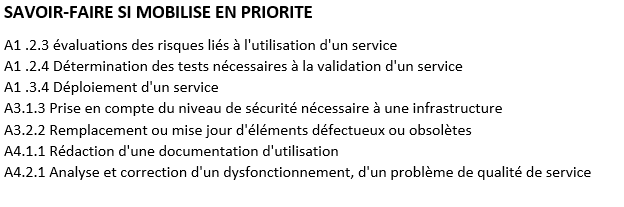 SAVOIR-FAIRE SI MOBILISE EN PRIORITE
A1 .2.3 évaluations des risques liés à l'utilisation d'un service
A1 .2.4 Détermination des tests nécessaires à la validation d'un service
A1 .3.4 Déploiement d'un service
A3.1.3 Prise en compte du niveau de sécurité nécessaire à une infrastructure
A3.2.2 Remplacement ou mise jour d'éléments défectueux ou obsolètes
A4.1.1 Rédaction d'une documentation d'utilisation
A4.2.1 Analyse et correction d'un dysfonctionnement, d'un problème de qualité de service